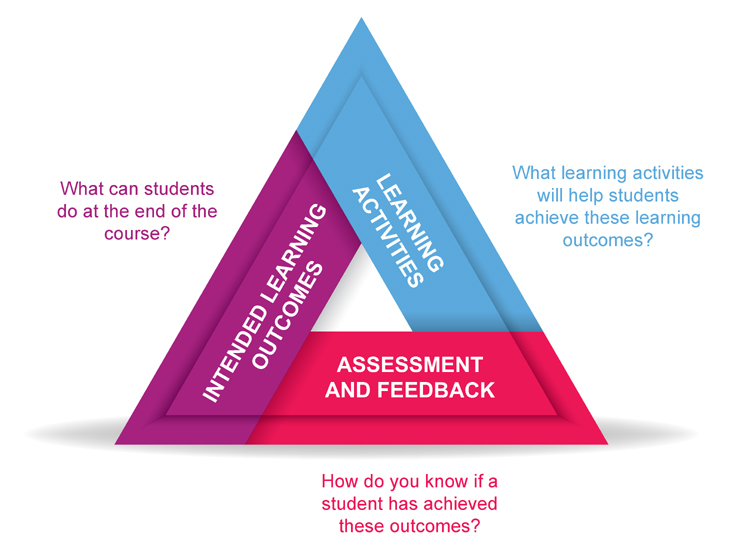 What can students
do at the end of the
course?
INTENDED LEARNING
OUTCOMES
LEARNING
ACTIVITIES
What learning activities
will help students
achieve these learning
outcomes?
ASSESSMENT
AND FEEDBACK
How do you know if a
student has achieved
these outcomes?